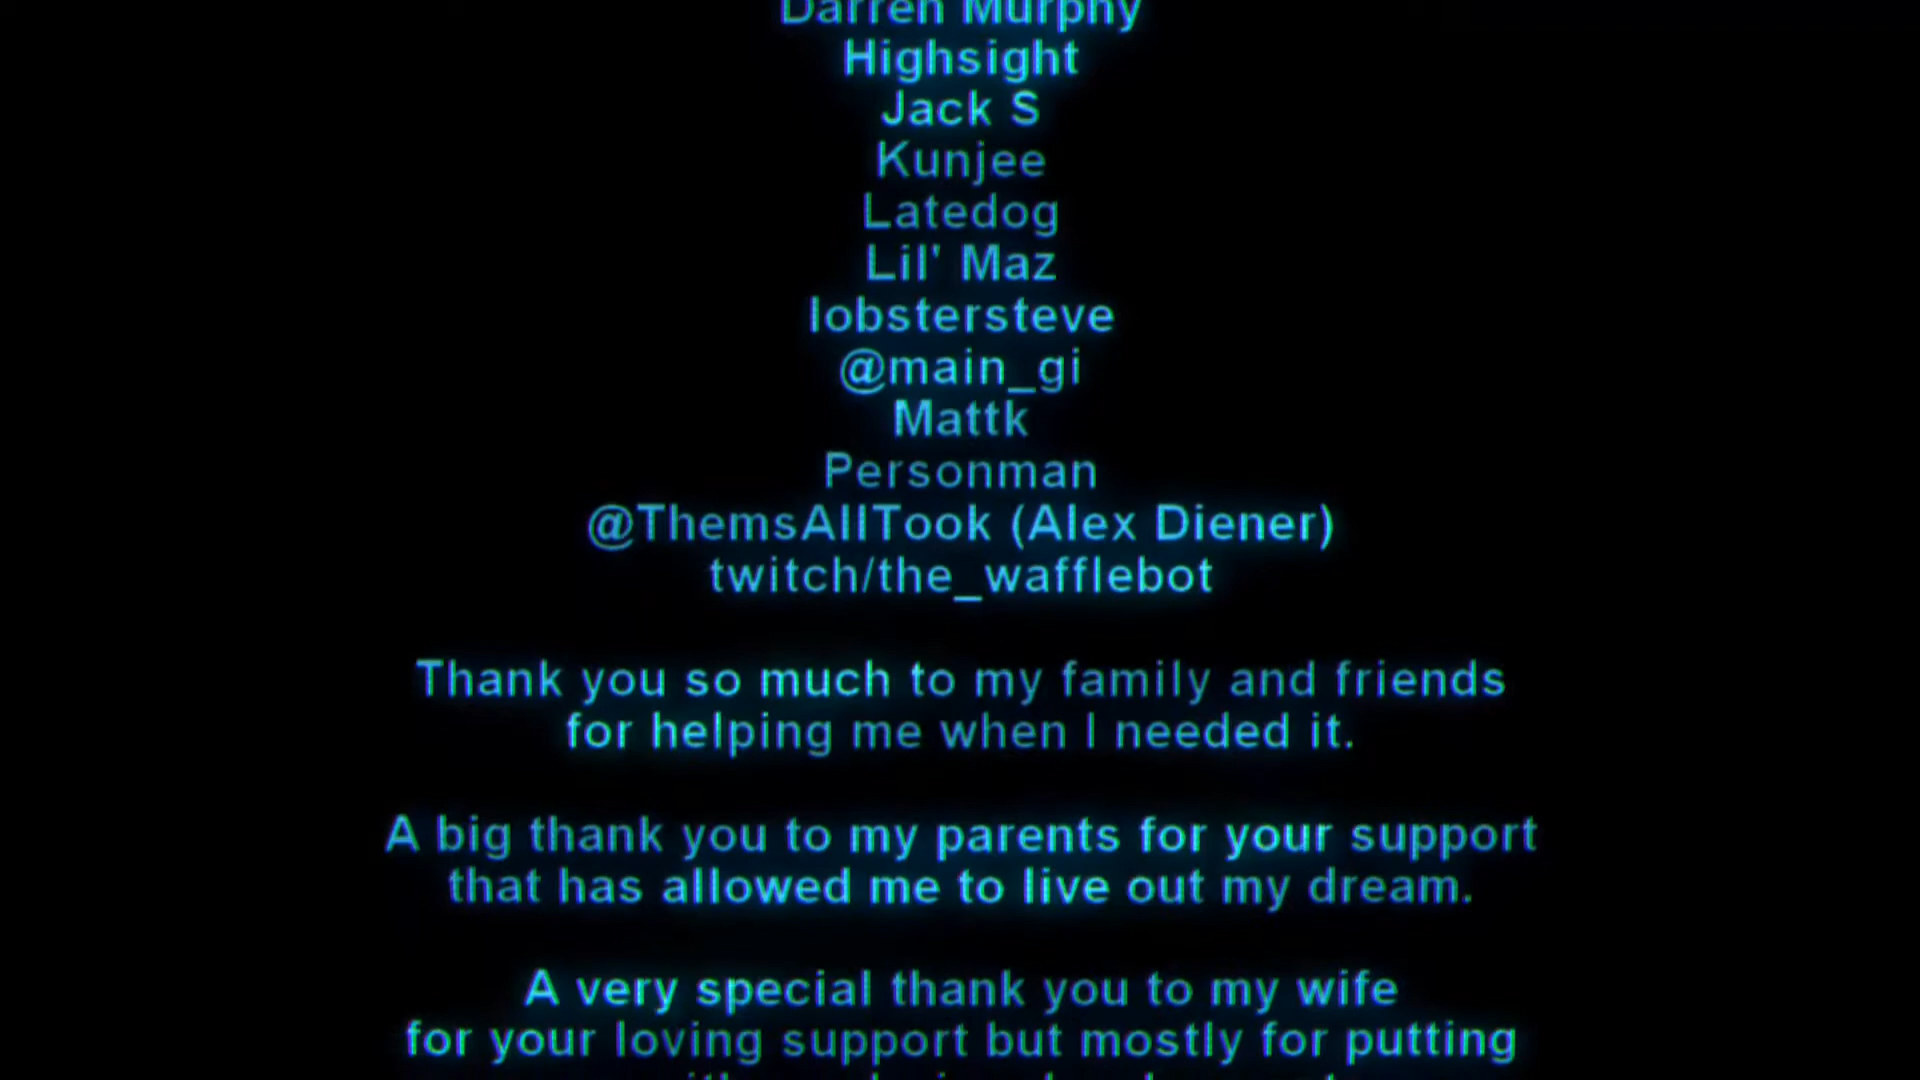 Darren Murphy
Highsight
Jack S
Kunjee
Latedog
Lil' Maz
lobstersteve
@main_gi
Mattk
Personman
@ThemsAllTook (Alex Diener)
twitch/the_wafflebot
Thank you so much to my family and friends
for helping me when I needed it.
A big thank you to my parents for your support
that has allowed me to live out my dream.
A very special thank you to my wife
for your loving support but mostly for putting